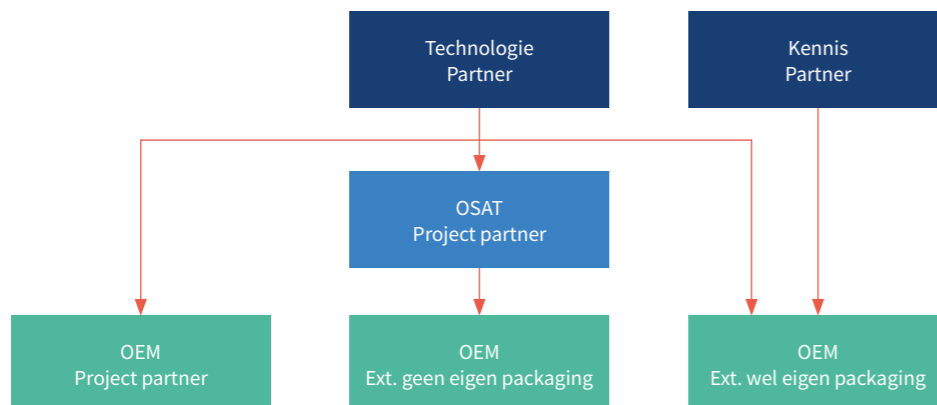 Technologie
Partner
Kennis
Partner
OSAT
Project partner
OEM
Project partner
OEM
Ext. geen eigen packaging
OEM
Ext. wel eigen packaging